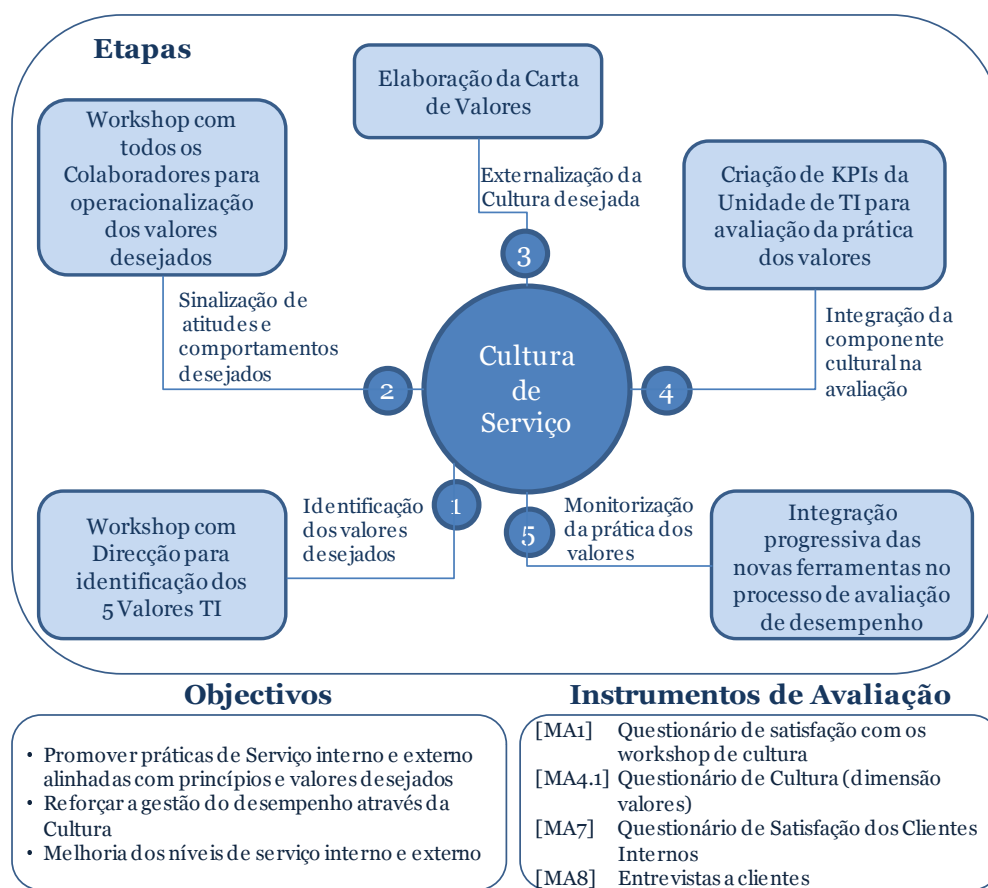 Etapas
Elaboração da Carta
de Valores
Workshop com
todos os
Colaboradores para
operacionalização
dos valores
desejados
Externalização da
Cultura desejada
Criação de KPIs da
Unidade de TI para
avaliação da prática
dos valores
3
Sinalização de
atitudes e
comportamentos
desejados
Integração da
componente
cultural na
avaliação
Cultura
de
Serviço
2
4
1
5
Workshop com
Direcção para
identificação dos
5 Valores TI
Identificação
dos valores
desejados
Monitorização
da prática dos
valores
Integração
progressiva das
novas ferramentas no
processo de avaliação
de desempenho
Objectivos
• Promover práticas de Serviço interno e externo
alinhadas com princípios e valores desejados
• Reforçar a gestão do desempenho através da
Cultura
• Melhoria dos níveis de serviço interno e externo
Instrumentos de Avaliação
[MA1] Questionário de satisfação com os
workshop de cultura
[MA4.1] Questionário de Cultura (dimensão
valores)
[MA7] Questionário de Satisfação dos Clientes
Internos
[MA8] Entrevistas a clientes